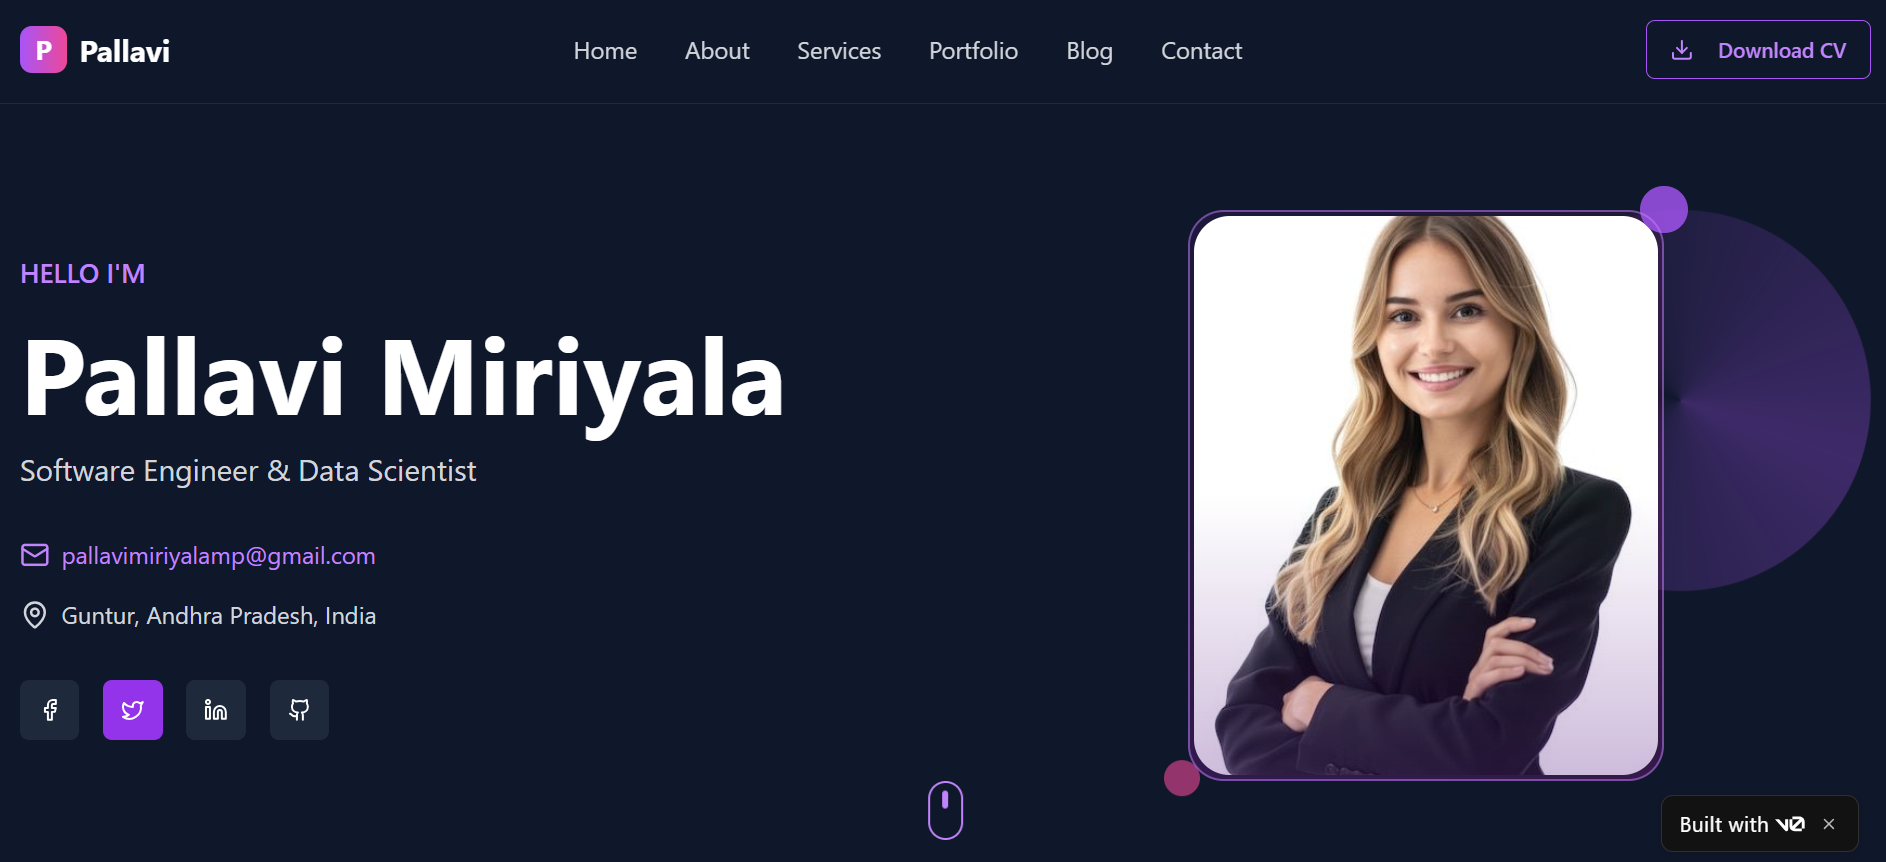 P Pallavi
Home About Services Portfolio Blog Contact
Download CV
HELLO I'M
Pallavi Miriyala
Software Engineer & Data Scientist
pallavimiriyalamp@gmail.com
Guntur, Andhra Pradesh, India
Built with v0